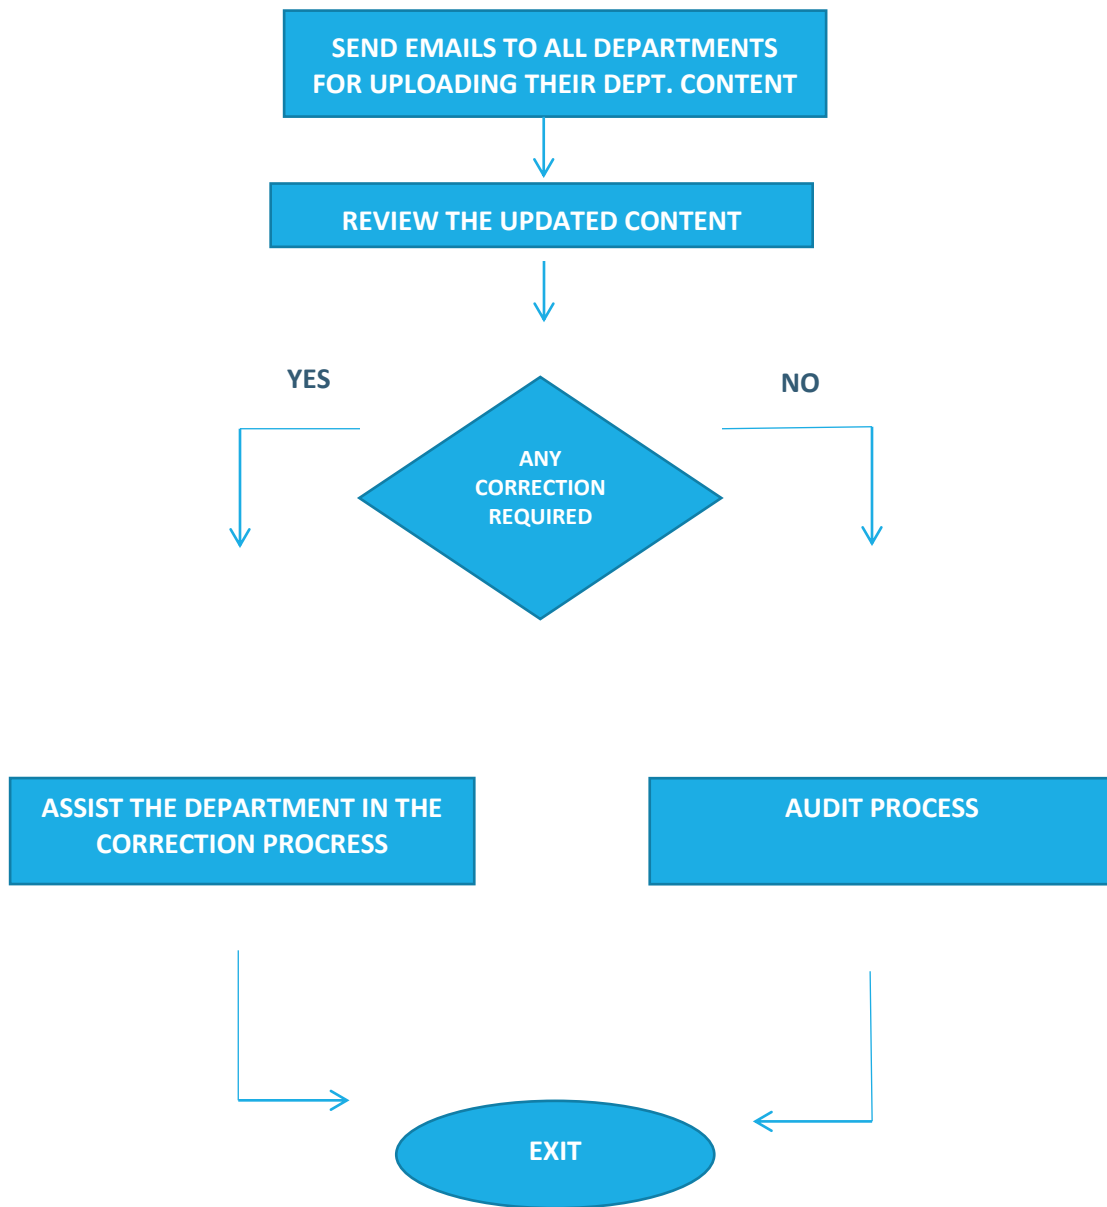 SEND EMAILS TO ALL DEPARTMENTS
FOR UPLOADING THEIR DEPT. CONTENT
REVIEW THE UPDATED CONTENT
YES
NO
ANY
CORRECTION
REQUIRED
ASSIST THE DEPARTMENT IN THE
CORRECTION PROCRESS
AUDIT PROCESS
EXIT